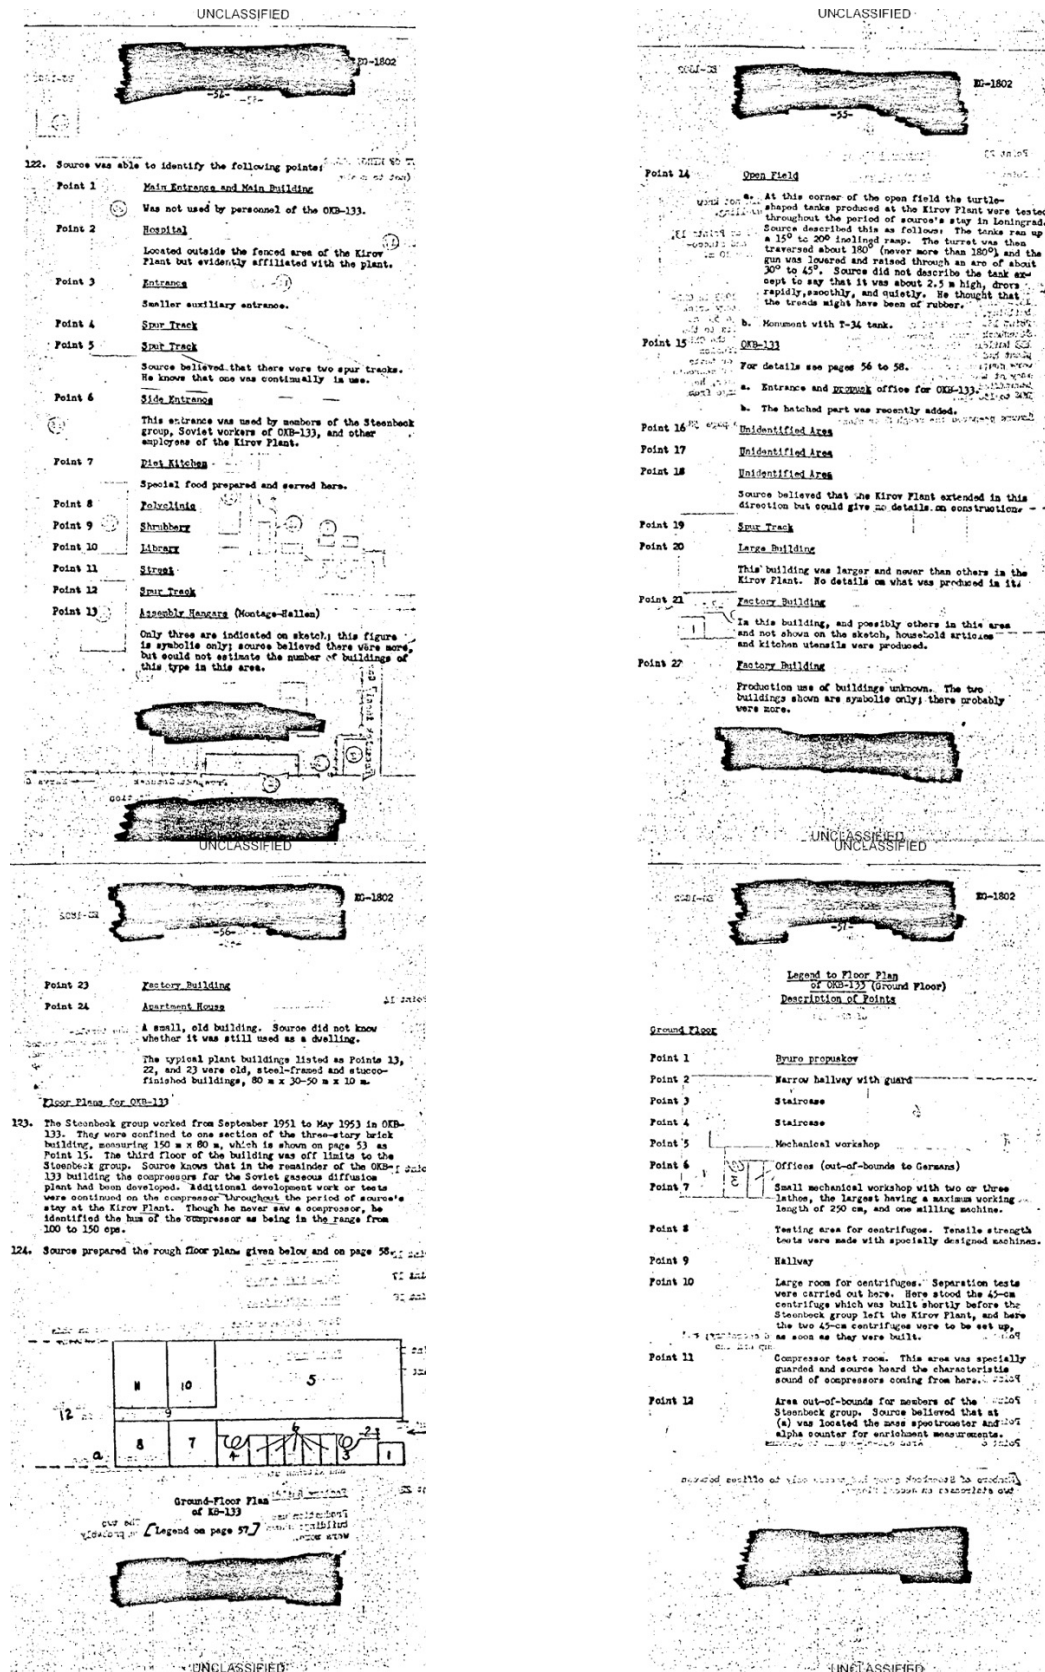 UNCLASSIFIED
EG-1802
-54-
122. Source was able to identify the following points:
Point 1 Main Entrance and Main Building
Was not used by personnel of the OKB-133.
Point 2 Hospital
Located outside the fenced area of the Kirov
Plant but evidently affiliated with the plant.
Point 3 Entrance
Smaller auxiliary entrance.
Point 4 Spur Track
Point 5 Spur Track
Source believed that there were two spur tracks.
He knows that one was continually in use.
Point 6 Side Entrance
This entrance was used by members of the Steenbeck
group, Soviet workers of OKB-133, and other
employees of the Kirov Plant.
Point 7 Diet Kitchen
Special food prepared and served here.
Point 8 Polyclinic
Point 9 Shrubbery
Point 10 Library
Point 11 Street
Point 12 Spur Track
Point 13 Assembly Hangars (Montage-Hallen)
Only three are indicated on sketch; this figure
is symbolic only; source believed there were more,
but could not estimate the number of buildings of
this type in this area.
UNCLASSIFIED
UNCLASSIFIED
EG-1802
-55-
Point 14 Open Field
a. At this corner of the open field the turtle-
shaped tanks produced at the Kirov Plant were tested
throughout the period of source's stay in Leningrad.
Source described this as follows: The tanks ran up
a 15° to 20° inclined ramp. The turret was then
traversed about 180° (never more than 180°) and the
gun was lowered and raised through an arc of about
30° to 45°. Source did not describe the tank ex-
cept to say that it was about 2.5 m high, drove
rapidly, smoothly, and quietly. He thought that
the treads might have been of rubber.
b. Monument with T-34 tank.
Point 15 OKB-133
For details see pages 56 to 58.
a. Entrance and propusk office for OKB-133.
b. The hatched part was recently added.
Point 16 Unidentified Area
Point 17 Unidentified Area
Point 18 Unidentified Area
Source believed that the Kirov Plant extended in this
direction but could give no details on construction.
Point 19 Spur Track
Point 20 Large Building
This building was larger and newer than others in the
Kirov Plant. No details on what was produced in it.
Point 21 Factory Building
In this building, and possibly others in this area
and not shown on the sketch, household articles
and kitchen utensils were produced.
Point 22 Factory Building
Production use of buildings unknown. The two
buildings shown are symbolic only; there probably
were more.
UNCLASSIFIED
EG-1802
-56-
Point 23 Factory Building
Point 24 Apartment House
A small, old building. Source did not know
whether it was still used as a dwelling.
The typical plant buildings listed as Points 13,
22, and 23 were old, steel-framed and stucco-
finished buildings, 80 m x 30-50 m x 10 m.
Floor Plans for OKB-133
123. The Steenbeck group worked from September 1951 to May 1953 in OKB-
133. They were confined to one section of the three-story brick
building, measuring 150 m x 80 m, which is shown on page 53 as
Point 15. The third floor of the building was off limits to the
Steenbeck group. Source knows that in the remainder of the OKB-
133 building the compressors for the Soviet gaseous diffusion
plant had been developed. Additional development work or tests
were continued on the compressor throughout the period of source's
stay at the Kirov Plant. Though he never saw a compressor, he
identified the hum of the compressor as being in the range from
100 to 150 cps.
124. Source prepared the rough floor plans given below and on page 58.
11 10 5
12 9
a 8 7 4 6 3 2 1
Ground-Floor Plan
of KB-133
[Legend on page 57]
UNCLASSIFIED
UNCLASSIFIED
EG-1802
-57-
Legend to Floor Plan
of OKB-133 (Ground Floor)
Description of Points
Ground Floor
Point 1 Byuro propuskov
Point 2 Narrow hallway with guard
Point 3 Staircase
Point 4 Staircase
Point 5 Mechanical workshop
Point 6 Offices (out-of-bounds to Germans)
Point 7 Small mechanical workshop with two or three
lathes, the largest having a maximum working
length of 250 cm, and one milling machine.
Point 8 Testing area for centrifuges. Tensile strength
tests were made with specially designed machines.
Point 9 Hallway
Point 10 Large room for centrifuges. Separation tests
were carried out here. Here stood the 45-cm
centrifuge which was built shortly before the
Steenbeck group left the Kirov Plant, and here
the two 45-cm centrifuges were to be set up,
as soon as they were built.
Point 11 Compressor test room. This area was specially
guarded and source heard the characteristic
sound of compressors coming from here.
Point 12 Area out-of-bounds for members of the
Steenbeck group. Source believed that at
(a) was located the mass spectrometer and
alpha counter for enrichment measurements.
UNCLASSIFIED